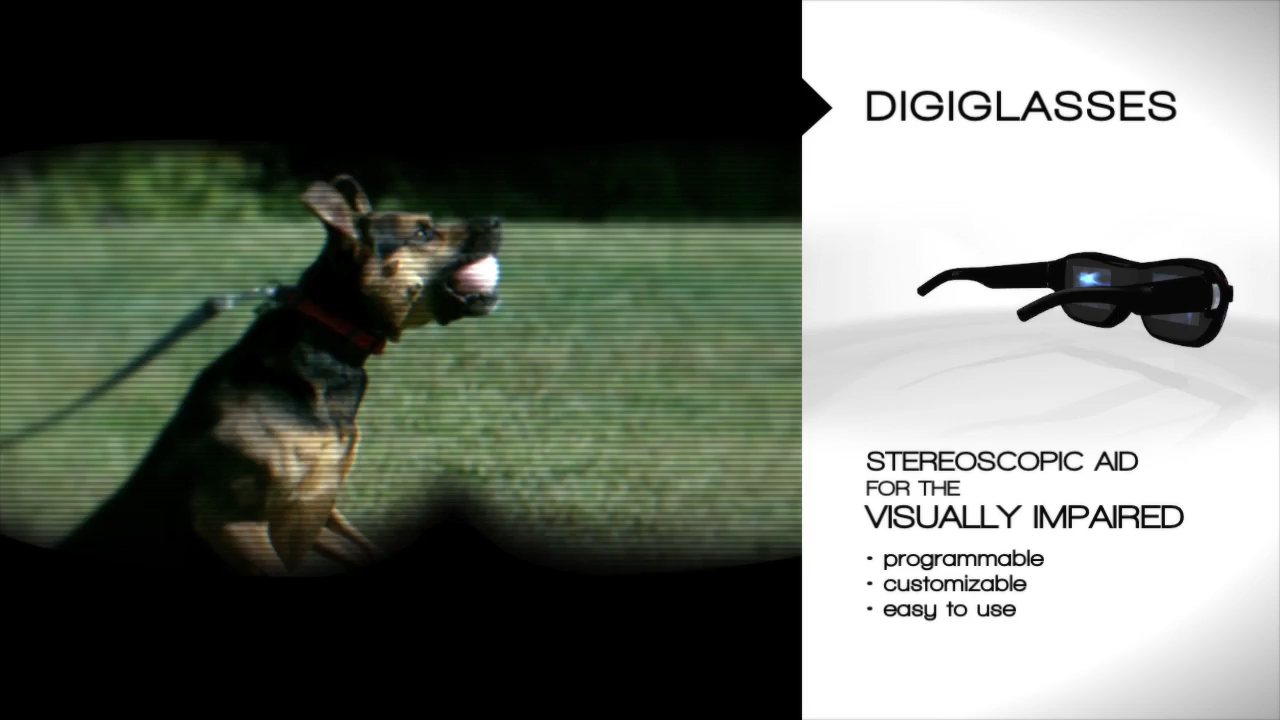 DIGIGLASSES
STEREOSCOPIC AID
FOR THE
VISUALLY IMPAIRED
• programmable
• customizable
• easy to use